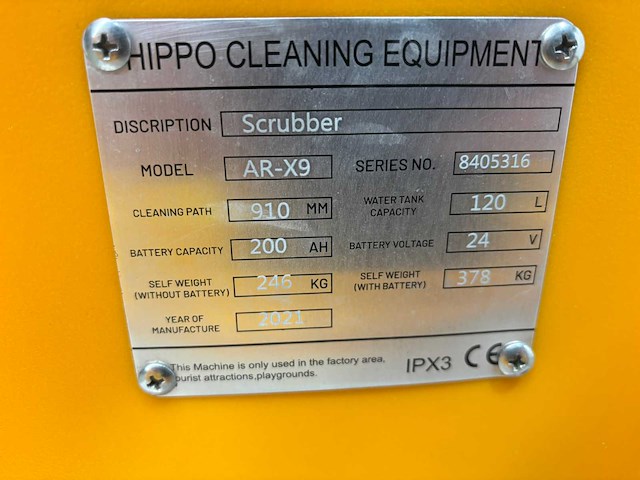 HIPPO CLEANING EQUIPMENT
DISCRIPTION Scrubber
MODEL AR-X9 SERIES NO. 8405316
CLEANING PATH 910 MM WATER TANK CAPACITY 120 L
BATTERY CAPACITY 200 AH BATTERY VOLTAGE 24 V
SELF WEIGHT (WITHOUT BATTERY) 246 KG SELF WEIGHT (WITH BATTERY) 378 KG
YEAR OF MANUFACTURE 2021
This Machine is only used in the factory area,
tourist attractions,playgrounds.
IPX3 CE